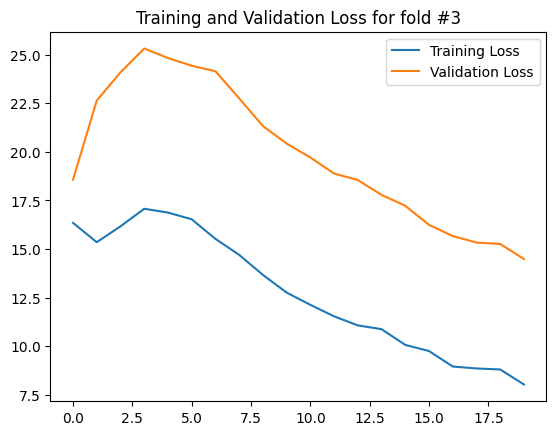 Training and Validation Loss for fold #3
Training Loss
Validation Loss
25.0
22.5
20.0
17.5
15.0
12.5
10.0
7.5
0.0 2.5 5.0 7.5 10.0 12.5 15.0 17.5